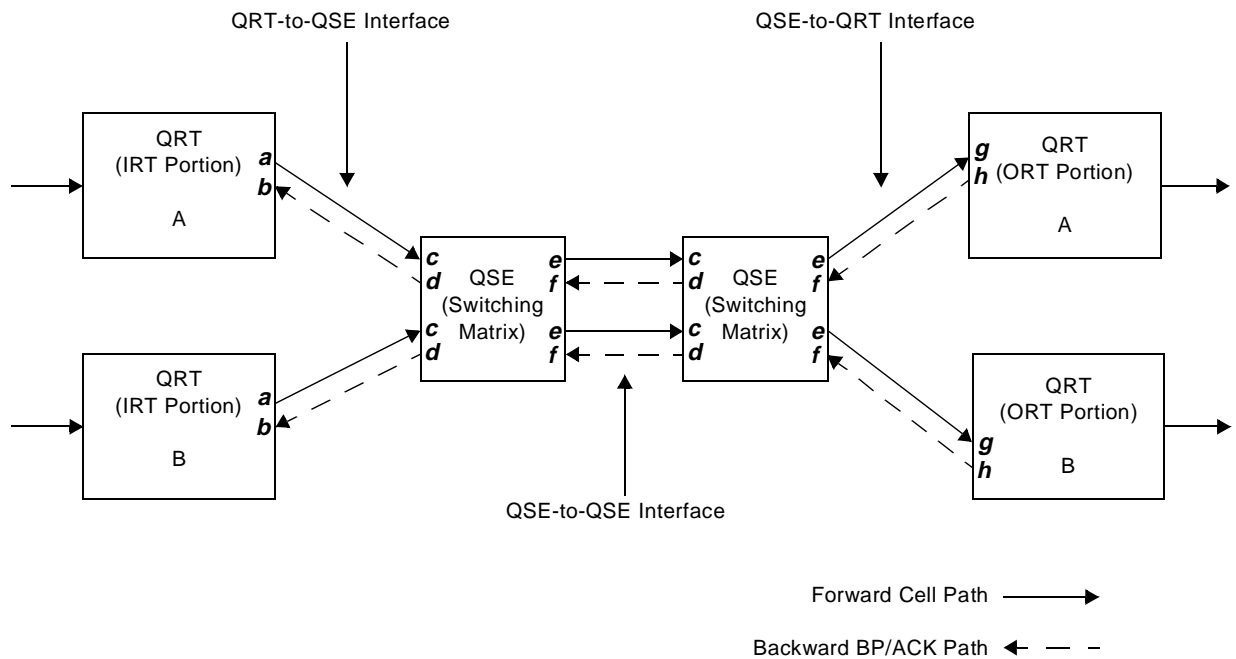 QRT-to-QSE Interface
QSE-to-QRT Interface
QRT
(IRT Portion)
A
a
b
QRT
(ORT Portion)
A
g
h
c
d
c
d
QSE
(Switching
Matrix)
e
f
e
f
c
d
c
d
QSE
(Switching
Matrix)
e
f
e
f
QRT
(IRT Portion)
B
a
b
QRT
(ORT Portion)
B
g
h
QSE-to-QSE Interface
Forward Cell Path
Backward BP/ACK Path